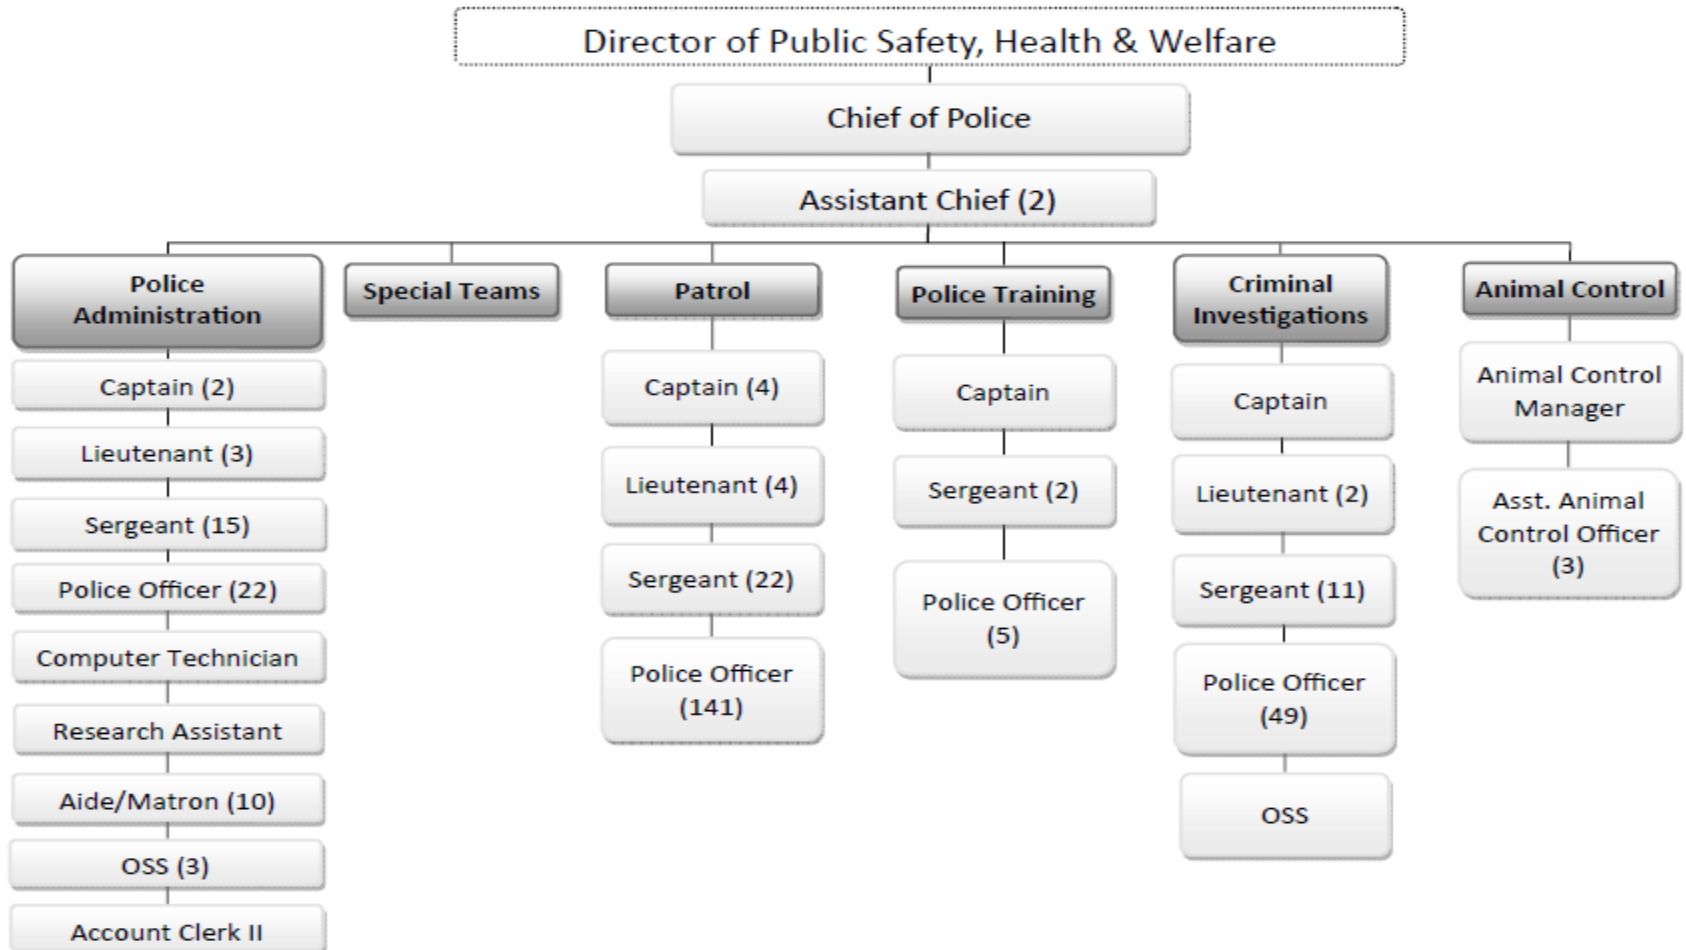 Director of Public Safety, Health & Welfare
Chief of Police
Assistant Chief (2)
Police
Administration
Captain (2)
Lieutenant (3)
Sergeant (15)
Police Officer (22)
Computer Technician
Research Assistant
Aide/Matron (10)
OSS (3)
Account Clerk II
Special Teams
Patrol
Captain (4)
Lieutenant (4)
Sergeant (22)
Police Officer
(141)
Police Training
Captain
Sergeant (2)
Police Officer
(5)
Criminal
Investigations
Captain
Lieutenant (2)
Sergeant (11)
Police Officer
(49)
OSS
Animal Control
Animal Control
Manager
Asst. Animal
Control Officer
(3)